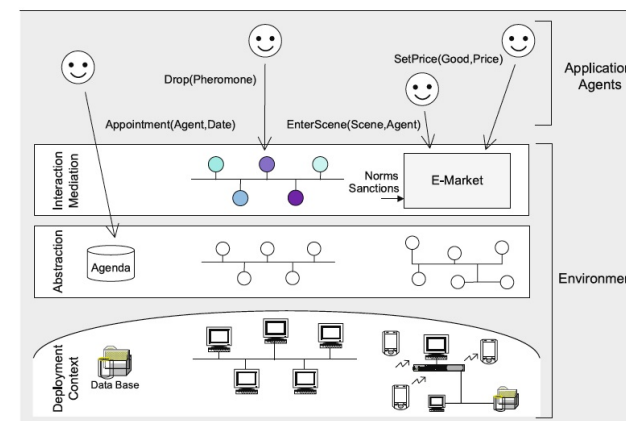 SetPrice(Good,Price)
Drop(Pheromone)
Application
Agents
Appointment(Agent,Date)
EnterScene(Scene,Agent)
Interaction
Mediation
Norms
Sanctions
E-Market
Abstraction
Agenda
Environmen
Deployment
Context
Data Base